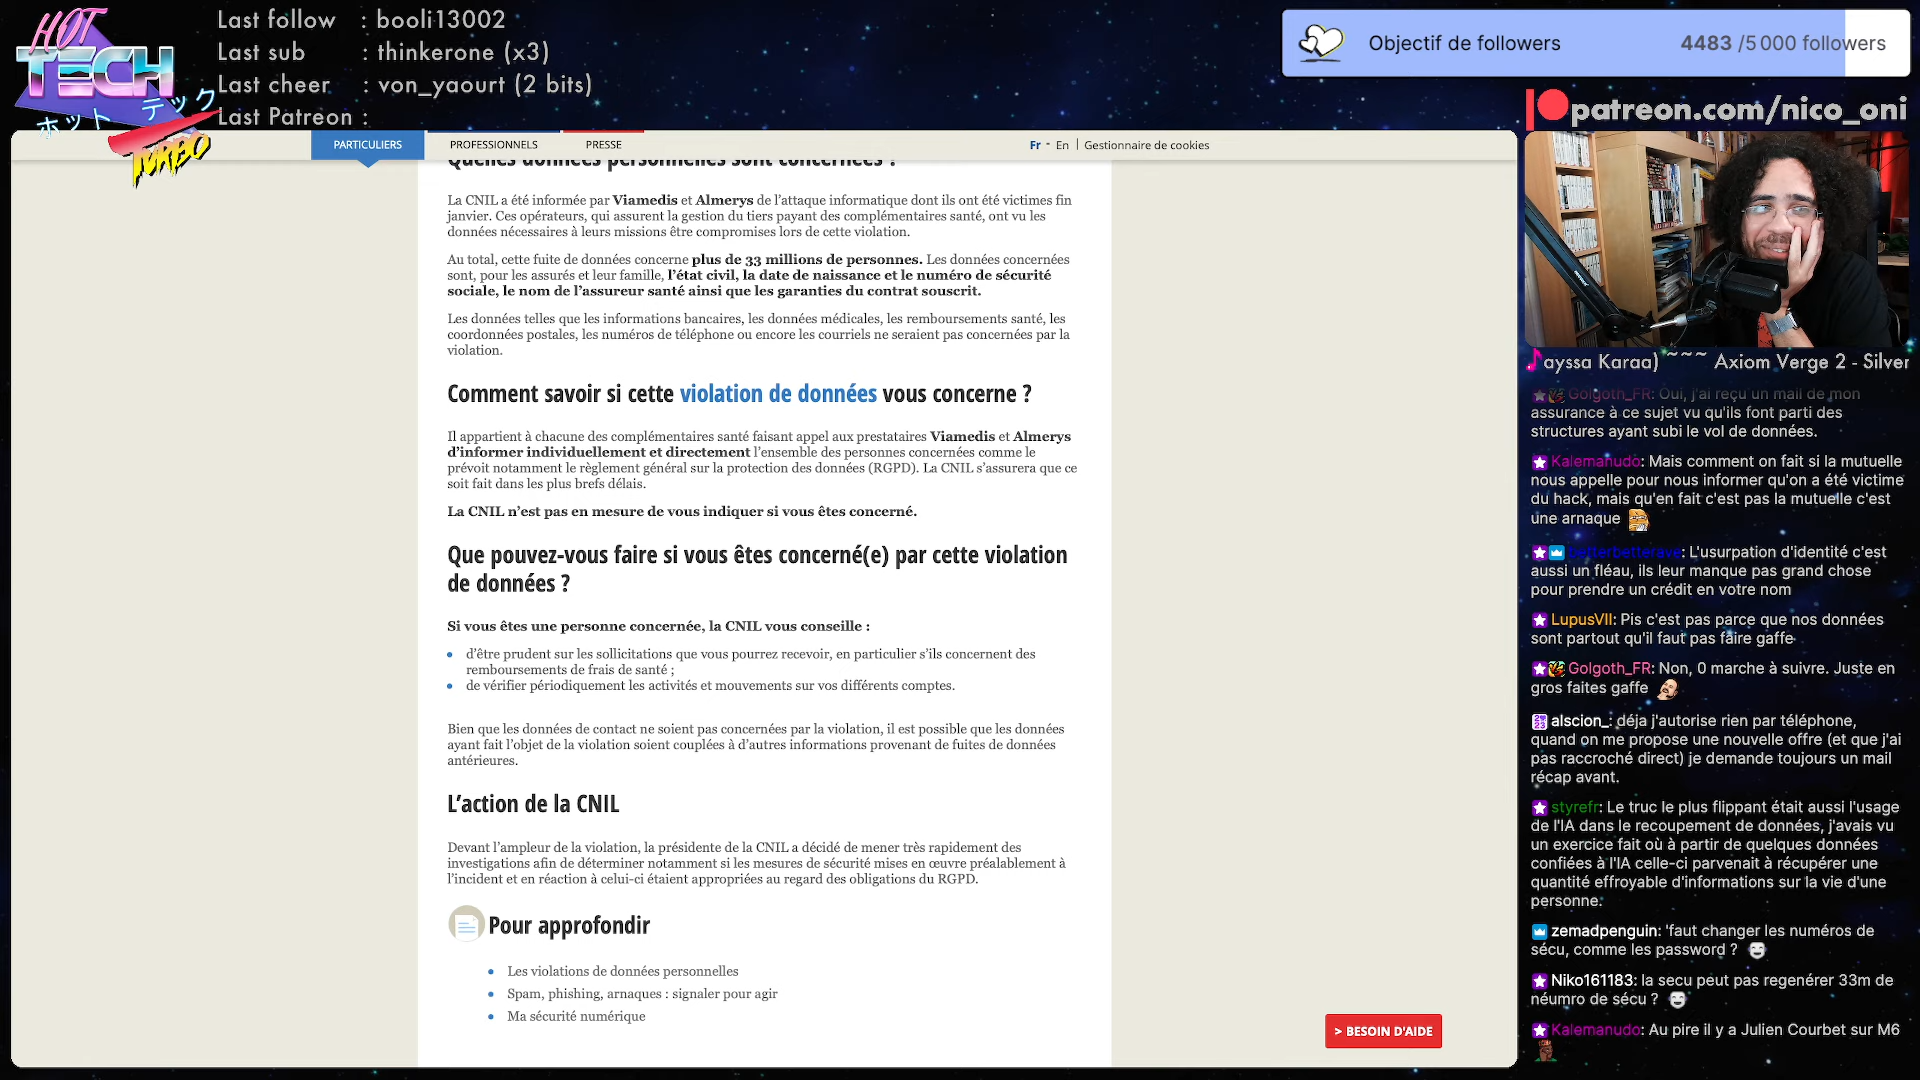 HOT
TECH
ホット テック
TURBO
Last follow : booli13002
Last sub : thinkerone (x3)
Last cheer : von_yaourt (2 bits)
Last Patreon :
Objectif de followers 4483 /5 000 followers
patreon.com/nico_oni
PARTICULIERS PROFESSIONNELS PRESSE Fr - En | Gestionnaire de cookies
Quelles données personnelles sont concernées ?
La CNIL a été informée par Viamedis et Almerys de l’attaque informatique dont ils ont été victimes fin
janvier. Ces opérateurs, qui assurent la gestion du tiers payant des complémentaires santé, ont vu les
données nécessaires à leurs missions être compromises lors de cette violation.
Au total, cette fuite de données concerne plus de 33 millions de personnes. Les données concernées
sont, pour les assurés et leur famille, l’état civil, la date de naissance et le numéro de sécurité
sociale, le nom de l’assureur santé ainsi que les garanties du contrat souscrit.
Les données telles que les informations bancaires, les données médicales, les remboursements santé, les
coordonnées postales, les numéros de téléphone ou encore les courriels ne seraient pas concernées par la
violation.
Comment savoir si cette violation de données vous concerne ?
Il appartient à chacune des complémentaires santé faisant appel aux prestataires Viamedis et Almerys
d’informer individuellement et directement l’ensemble des personnes concernées comme le
prévoit notamment le règlement général sur la protection des données (RGPD). La CNIL s’assurera que ce
soit fait dans les plus brefs délais.
La CNIL n’est pas en mesure de vous indiquer si vous êtes concerné.
Que pouvez-vous faire si vous êtes concerné(e) par cette violation
de données ?
Si vous êtes une personne concernée, la CNIL vous conseille :
d’être prudent sur les sollicitations que vous pourrez recevoir, en particulier s’ils concernent des
remboursements de frais de santé ;
de vérifier périodiquement les activités et mouvements sur vos différents comptes.
Bien que les données de contact ne soient pas concernées par la violation, il est possible que les données
ayant fait l’objet de la violation soient couplées à d’autres informations provenant de fuites de données
antérieures.
L’action de la CNIL
Devant l’ampleur de la violation, la présidente de la CNIL a décidé de mener très rapidement des
investigations afin de déterminer notamment si les mesures de sécurité mises en œuvre préalablement à
l’incident et en réaction à celui-ci étaient appropriées au regard des obligations du RGPD.
Pour approfondir
Les violations de données personnelles
Spam, phishing, arnaques : signaler pour agir
Ma sécurité numérique
> BESOIN D'AIDE
ayssa Karaa) ~~~ Axiom Verge 2 - Silver
Golgoth_FR: Oui, j'ai reçu un mail de mon
assurance à ce sujet vu qu'ils font parti des
structures ayant subi le vol de données.
Kalemanudo: Mais comment on fait si la mutuelle
nous appelle pour nous informer qu'on a été victime
du hack, mais qu'en fait c'est pas la mutuelle c'est
une arnaque
betterbetterave: L'usurpation d'identité c'est
aussi un fléau, ils leur manque pas grand chose
pour prendre un crédit en votre nom
LupusVII: Pis c'est pas parce que nos données
sont partout qu'il faut pas faire gaffe
Golgoth_FR: Non, 0 marche à suivre. Juste en
gros faites gaffe
alscion_: déja j'autorise rien par téléphone,
quand on me propose une nouvelle offre (et que j'ai
pas raccroché direct) je demande toujours un mail
récap avant.
styrefr: Le truc le plus flippant était aussi l'usage
de l'IA dans le recoupement de données, j'avais vu
un exercice fait où à partir de quelques données
confiées à l'IA celle-ci parvenait à récupérer une
quantité effroyable d'informations sur la vie d'une
personne.
zemadpenguin: 'faut changer les numéros de
sécu, comme les password ?
Niko161183: la secu peut pas regenérer 33m de
néumro de sécu ?
Kalemanudo: Au pire il y a Julien Courbet sur M6